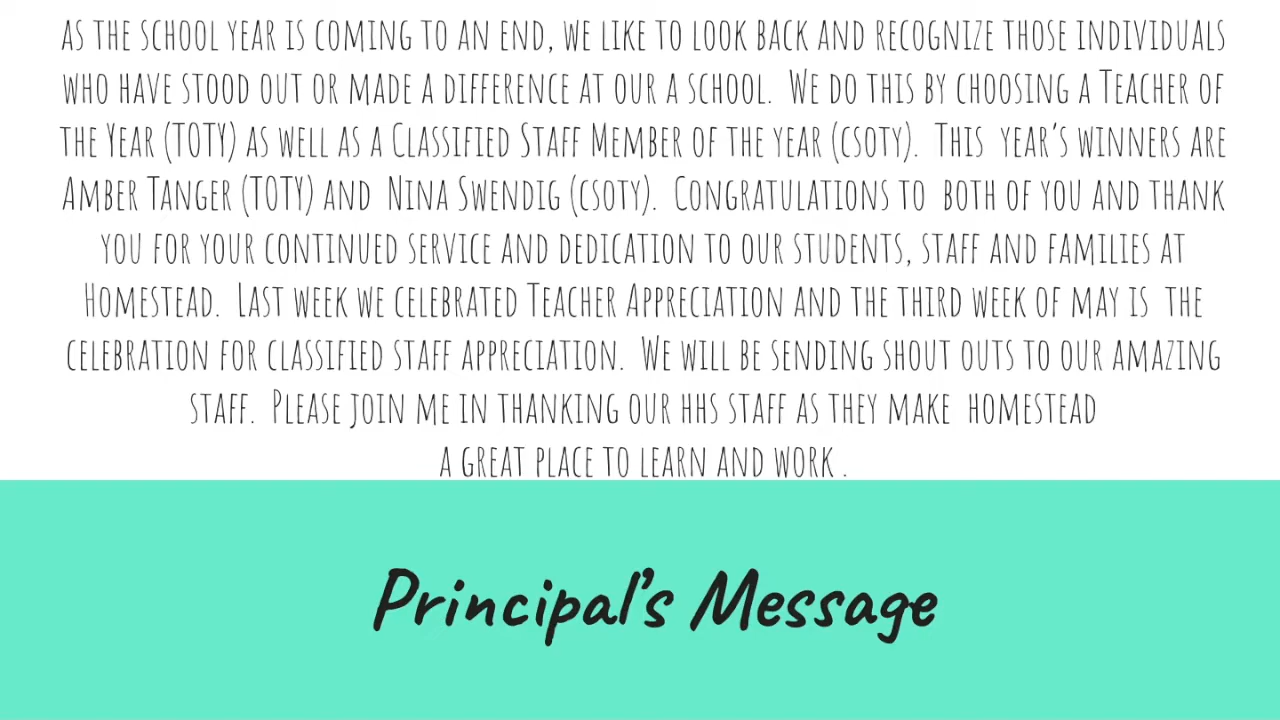 As the school year is coming to an end, we like to look back and recognize those individuals
who have stood out or made a difference at our a school. We do this by choosing a Teacher of
the Year (TOTY) as well as a Classified Staff Member of the year (csoty). This year's winners are
Amber Tanger (TOTY) and Nina Swendig (csoty). Congratulations to both of you and thank
you for your continued service and dedication to our students, staff and families at
Homestead. Last week we celebrated Teacher Appreciation and the third week of may is the
celebration for classified staff appreciation. We will be sending shout outs to our amazing
staff. Please join me in thanking our hhs staff as they make homestead
a great place to learn and work .
Principal's Message